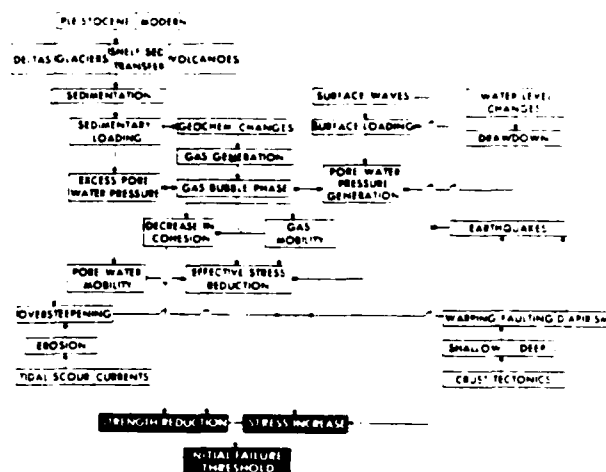 PLEISTOCENE MODERN
DELTAS GLACIERS SHELF SED TRANSFER VOLCANOES
SEDIMENTATION
SURFACE WAVES
WATER LEVEL CHANGES
SEDIMENTARY LOADING
GEOCHEM CHANGES
SURFACE LOADING
DRAWDOWN
GAS GENERATION
EXCESS PORE WATER PRESSURE
GAS BUBBLE PHASE
PORE WATER PRESSURE GENERATION
DECREASE IN COHESION
GAS MOBILITY
EARTHQUAKES
PORE WATER MOBILITY
EFFECTIVE STRESS REDUCTION
OVERSTEEPENING
WARPING FAULTING DIAPIRISM
EROSION
SHALLOW DEEP
TIDAL SCOUR CURRENTS
CRUST TECTONICS
STRENGTH REDUCTION
STRESS INCREASE
INITIAL FAILURE THRESHOLD